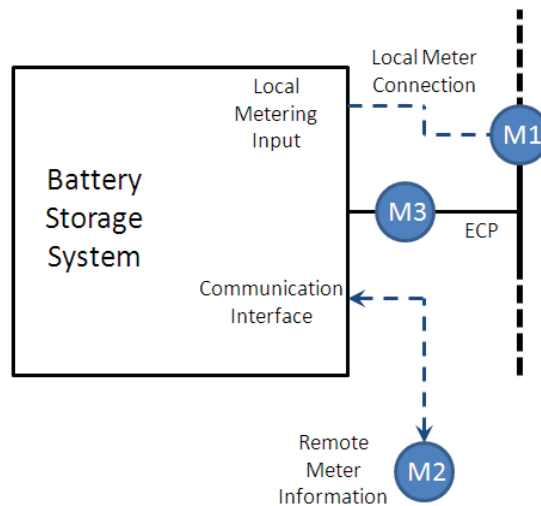 Local Meter
Connection
Local
Metering
Input
M1
Battery
Storage
System
M3
ECP
Communication
Interface
Remote
Meter
Information
M2